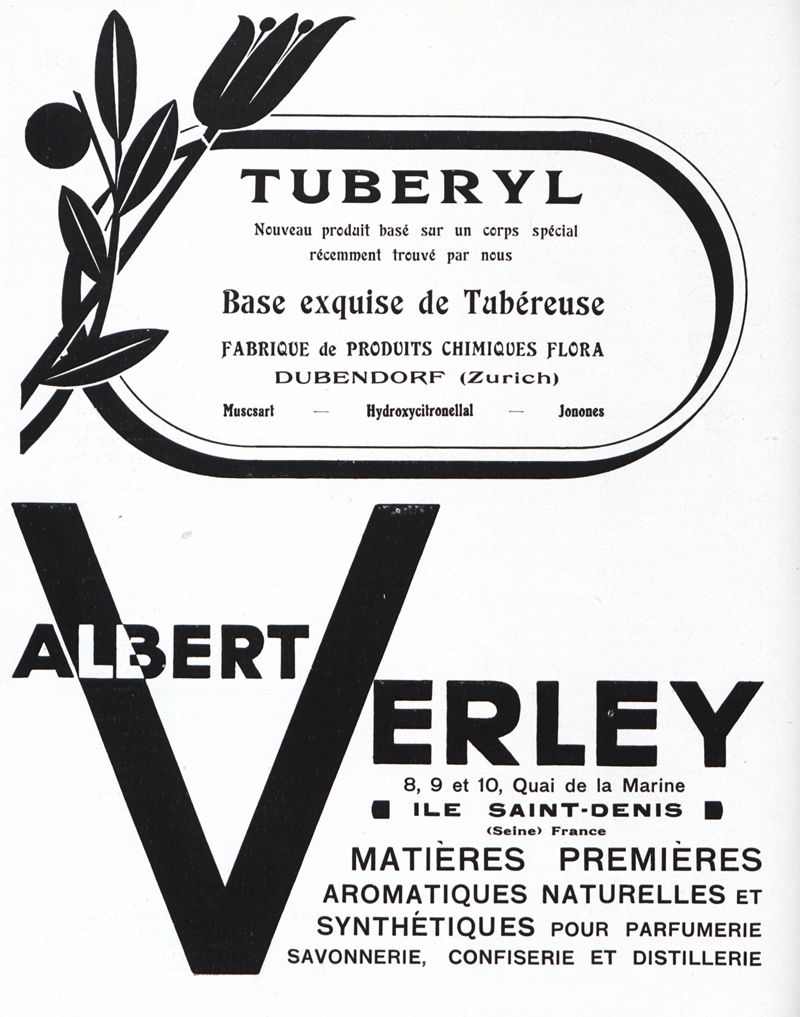 TUBERYL
Nouveau produit basé sur un corps spécial
récemment trouvé par nous
Base exquise de Tubéreuse
FABRIQUE de PRODUITS CHIMIQUES FLORA
DUBENDORF (Zurich)
Muscsart — Hydroxycitronellal — Jonones
ALBERT
VERLEY
8, 9 et 10, Quai de la Marine
ILE SAINT-DENIS
(Seine) France
MATIÈRES PREMIÈRES
AROMATIQUES NATURELLES ET
SYNTHÉTIQUES POUR PARFUMERIE
SAVONNERIE, CONFISERIE ET DISTILLERIE